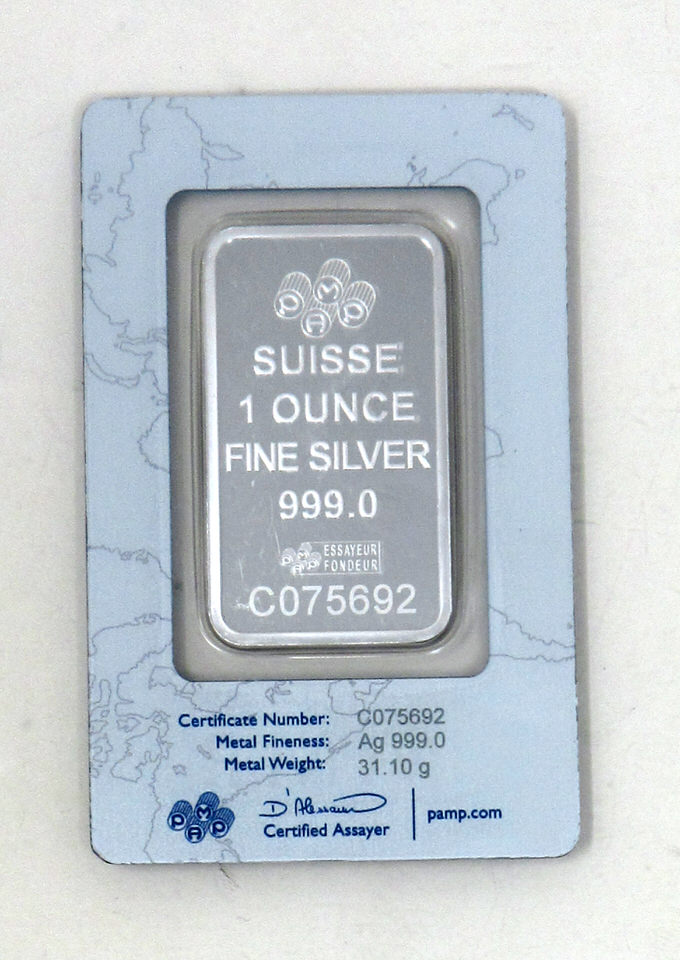 PAMP
SUISSE
1 OUNCE
FINE SILVER
999.0
PAMP ESSAYEUR
FONDEUR
C075692
Certificate Number: C075692
Metal Fineness: Ag 999.0
Metal Weight: 31.10 g
PAMP
Certified Assayer
pamp.com